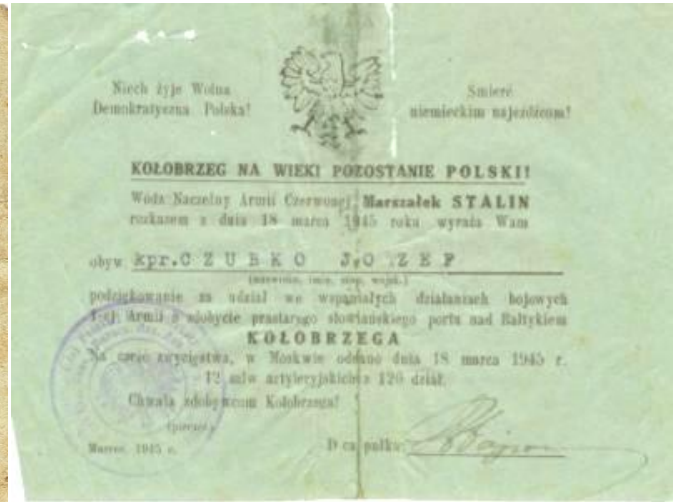 Niech żyje Wolna
Demokratyczna Polska!
Śmierć
niemieckim najeźdźcom!
KOŁOBRZEG NA WIEKI POZOSTANIE POLSKI!
Wódz Naczelny Armii Czerwonej, Marszałek STALIN
rozkazem z dnia 18 marca 1945 roku wyraża Wam
obyw. kpr. C Z U B K O J Ó Z E F
(nazwisko, imię, stop. wojsk.)
podziękowanie za udział we wspaniałych działaniach bojowych
1-ej Armii o zdobycie prastarego słowiańskiego portu nad Bałtykiem
KOŁOBRZEGA
Na cześć zwycięstwa, w Moskwie oddano dnia 18 marca 1945 r.
12 salw artyleryjskich z 120 dział.
Chwała zdobywcom Kołobrzega!
(pieczęć)
Marzec 1945 r.
D-ca pułku: